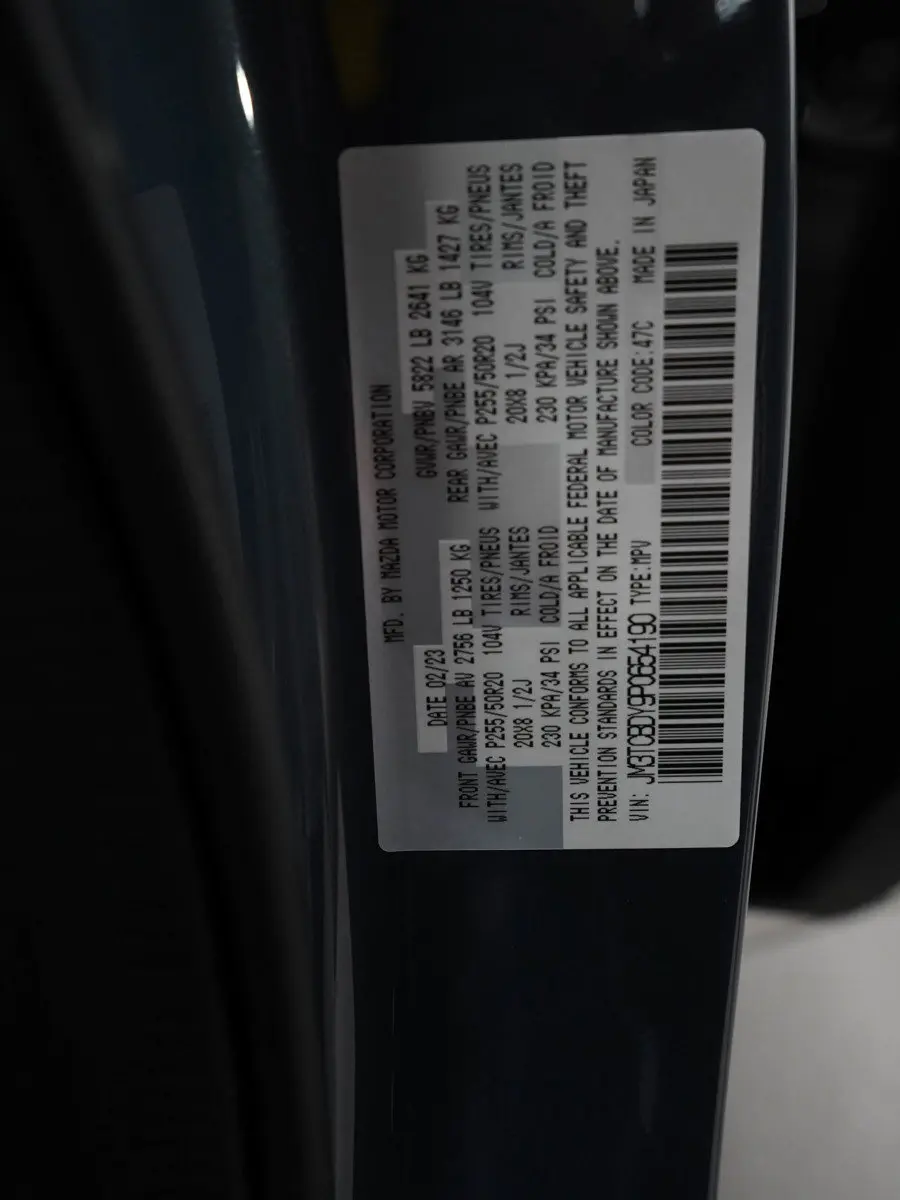 MFD. BY MAZDA MOTOR CORPORATION
DATE 02/23 GVWR/PNBV 5822 LB 2641 KG
FRONT GAWR/PNBE AV 2756 LB 1250 KG REAR GAWR/PNBE AR 3146 LB 1427 KG
WITH/AVEC P255/50R20 104V TIRES/PNEUS WITH/AVEC P255/50R20 104V TIRES/PNEUS
20X8 1/2J RIMS/JANTES 20X8 1/2J RIMS/JANTES
230 KPA/34 PSI COLD/A FROID 230 KPA/34 PSI COLD/A FROID
THIS VEHICLE CONFORMS TO ALL APPLICABLE FEDERAL MOTOR VEHICLE SAFETY AND THEFT
PREVENTION STANDARDS IN EFFECT ON THE DATE OF MANUFACTURE SHOWN ABOVE.
VIN: JM3TCBDY9P0654190 TYPE:MPV COLOR CODE:47C MADE IN JAPAN